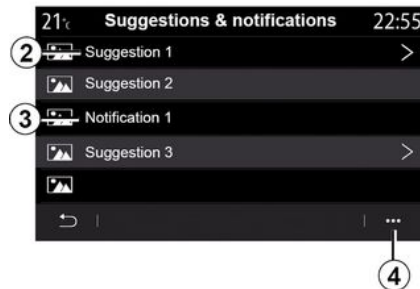 21°c Suggestions & notifications 22:55
2 Suggestion 1
Suggestion 2
3 Notification 1
Suggestion 3
4